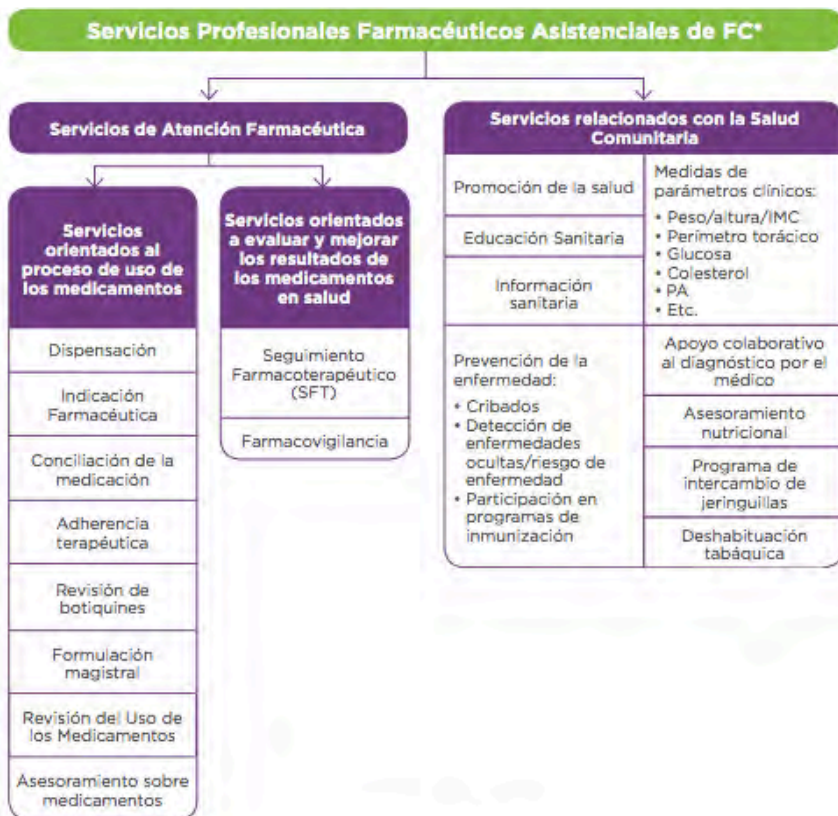 Servicios Profesionales Farmacéuticos Asistenciales de FC*
Servicios de Atención Farmacéutica
Servicios
orientados al
proceso de uso de
los medicamentos
Dispensación
Indicación
Farmacéutica
Conciliación de la
medicación
Adherencia
terapéutica
Revisión de
botiquines
Formulación
magistral
Revisión del Uso de
los Medicamentos
Asesoramiento sobre
medicamentos
Servicios orientados
a evaluar y mejorar
los resultados de
los medicamentos
en salud
Seguimiento
Farmacoterapéutico
(SFT)
Farmacovigilancia
Servicios relacionados con la Salud
Comunitaria
Promoción de la salud
Educación Sanitaria
Información
sanitaria
Prevención de la
enfermedad:
• Cribados
• Detección de
enfermedades
ocultas/riesgo de
enfermedad
• Participación en
programas de
inmunización
Medidas de
parámetros clínicos:
• Peso/altura/IMC
• Perímetro torácico
• Glucosa
• Colesterol
• PA
• Etc.
Apoyo colaborativo
al diagnóstico por el
médico
Asesoramiento
nutricional
Programa de
intercambio de
jeringuillas
Deshabituación
tabáquica